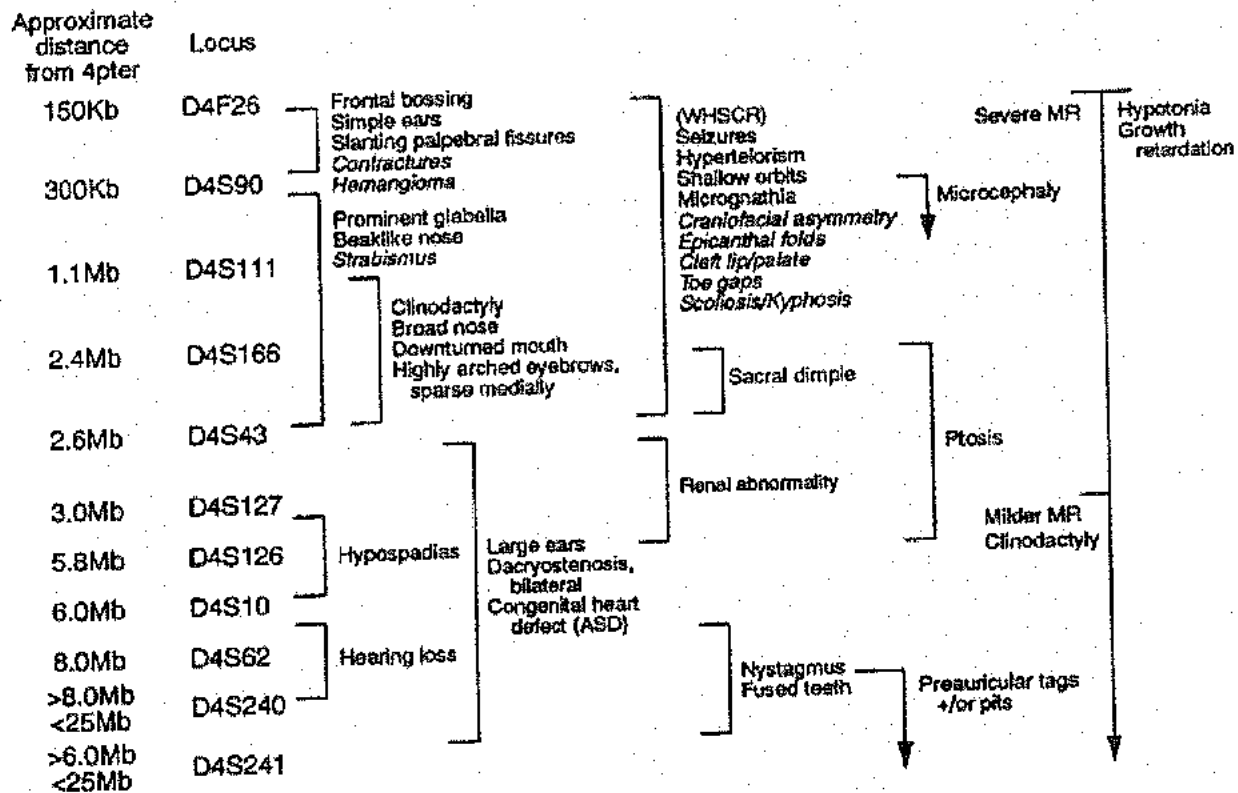 Approximate
distance
from 4pter
Locus
150Kb
D4F26
300Kb
D4S90
1.1Mb
D4S111
2.4Mb
D4S166
2.6Mb
D4S43
3.0Mb
D4S127
5.8Mb
D4S126
6.0Mb
D4S10
8.0Mb
D4S62
>8.0Mb
<25Mb
D4S240
>6.0Mb
<25Mb
D4S241
Frontal bossing
Simple ears
Slanting palpebral fissures
Contractures
Hemangioma
Prominent glabella
Beaklike nose
Strabismus
Clinodactyly
Broad nose
Downturned mouth
Highly arched eyebrows,
sparse medially
Hypospadias
Hearing loss
Large ears
Dacryostenosis,
bilateral
Congenital heart
defect (ASD)
(WHSCR)
Seizures
Hypertelorism
Shallow orbits
Micrognathia
Craniofacial asymmetry
Epicanthal folds
Cleft lip/palate
Toe gaps
Scoliosis/Kyphosis
Sacral dimple
Renal abnormality
Nystagmus
Fused teeth
Microcephaly
Ptosis
Preauricular tags
+/or pits
Severe MR
Hypotonia
Growth
retardation
Milder MR
Clinodactyly